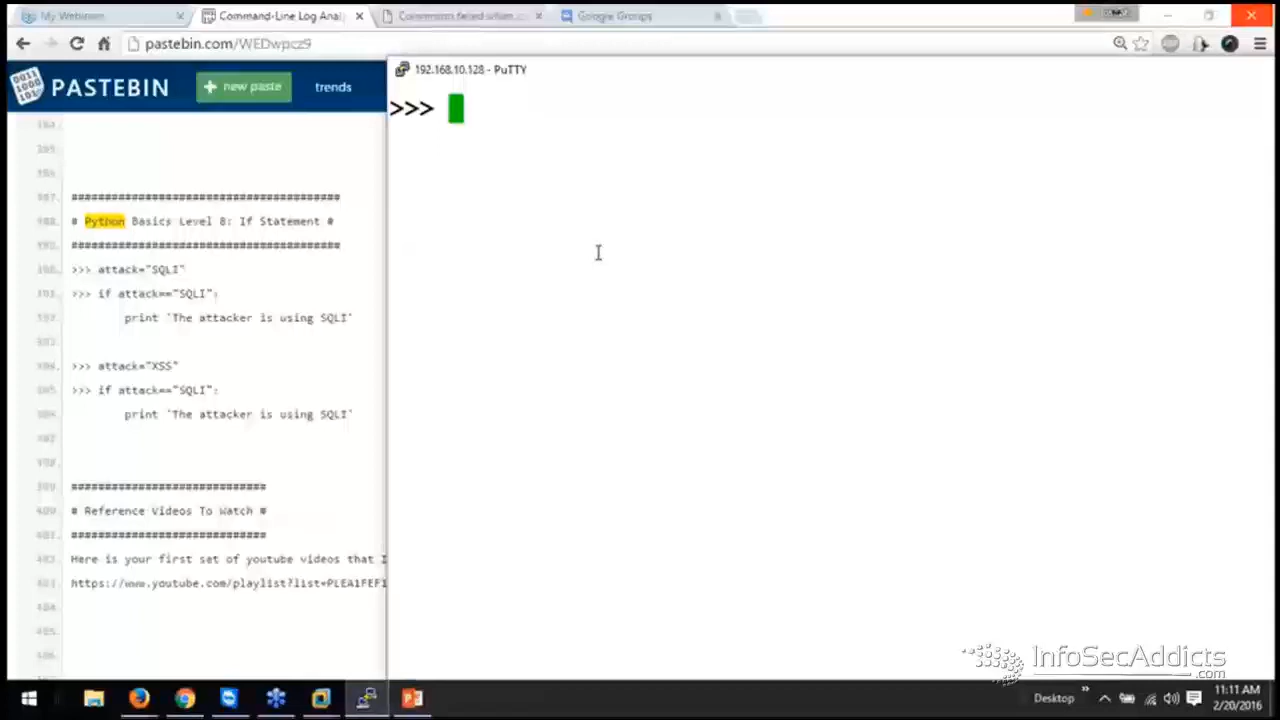 My Webinars
Command-Line Log Anal
Google Groups
pastebin.com/WEDwpcz9
PASTEBIN
+ new paste
trends
192.168.10.128 - PuTTY
>>>
#######################################
# Python Basics Level 8: If Statement #
#######################################
>>> attack="SQLI"
>>> if attack=="SQLI":
print 'The attacker is using SQLI'
>>> attack="XSS"
>>> if attack=="SQLI":
print 'The attacker is using SQLI'
#############################
# Reference Videos To Watch #
#############################
Here is your first set of youtube videos that I
https://www.youtube.com/playlist?list=PLEA1FEF1
InfoSecAddicts
.com
Desktop
11:11 AM
2/20/2016